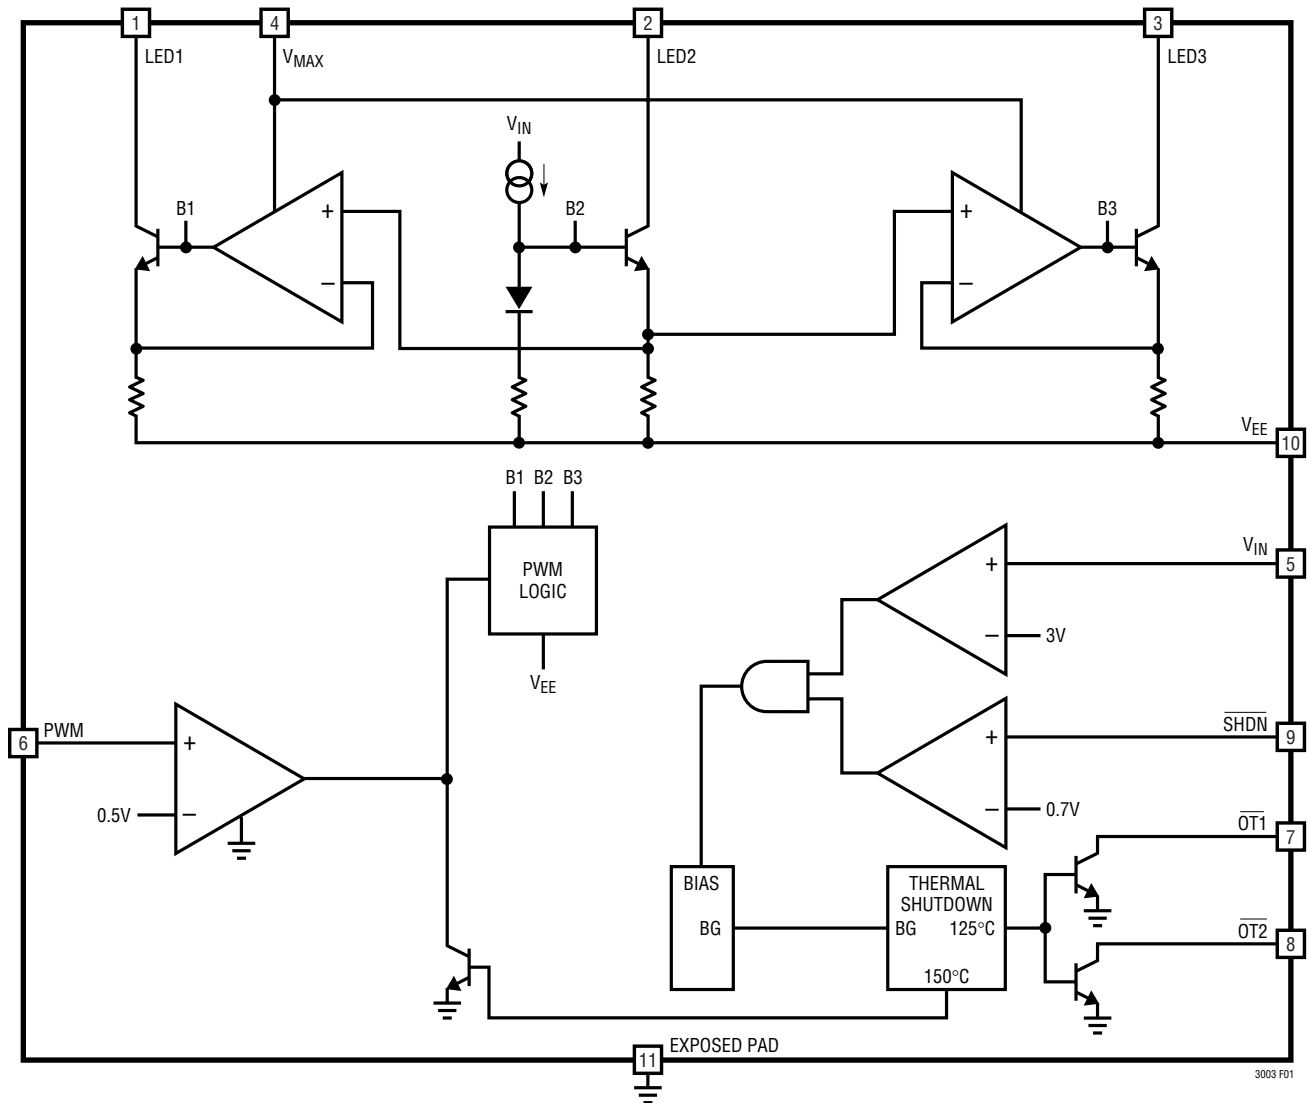 1 4 2 3
LED1 VMAX LED2 LED3
VIN
B1 B2 B3
+ +
– –
VEE
10
B1 B2 B3
VIN
5
PWM
LOGIC
+
– 3V
VEE
PWM
6
+
0.5V –
SHDN
9
+
– 0.7V
OT1
7
BIAS
BG
THERMAL
SHUTDOWN
BG 125°C
150°C
OT2
8
EXPOSED PAD
11
3003 F01